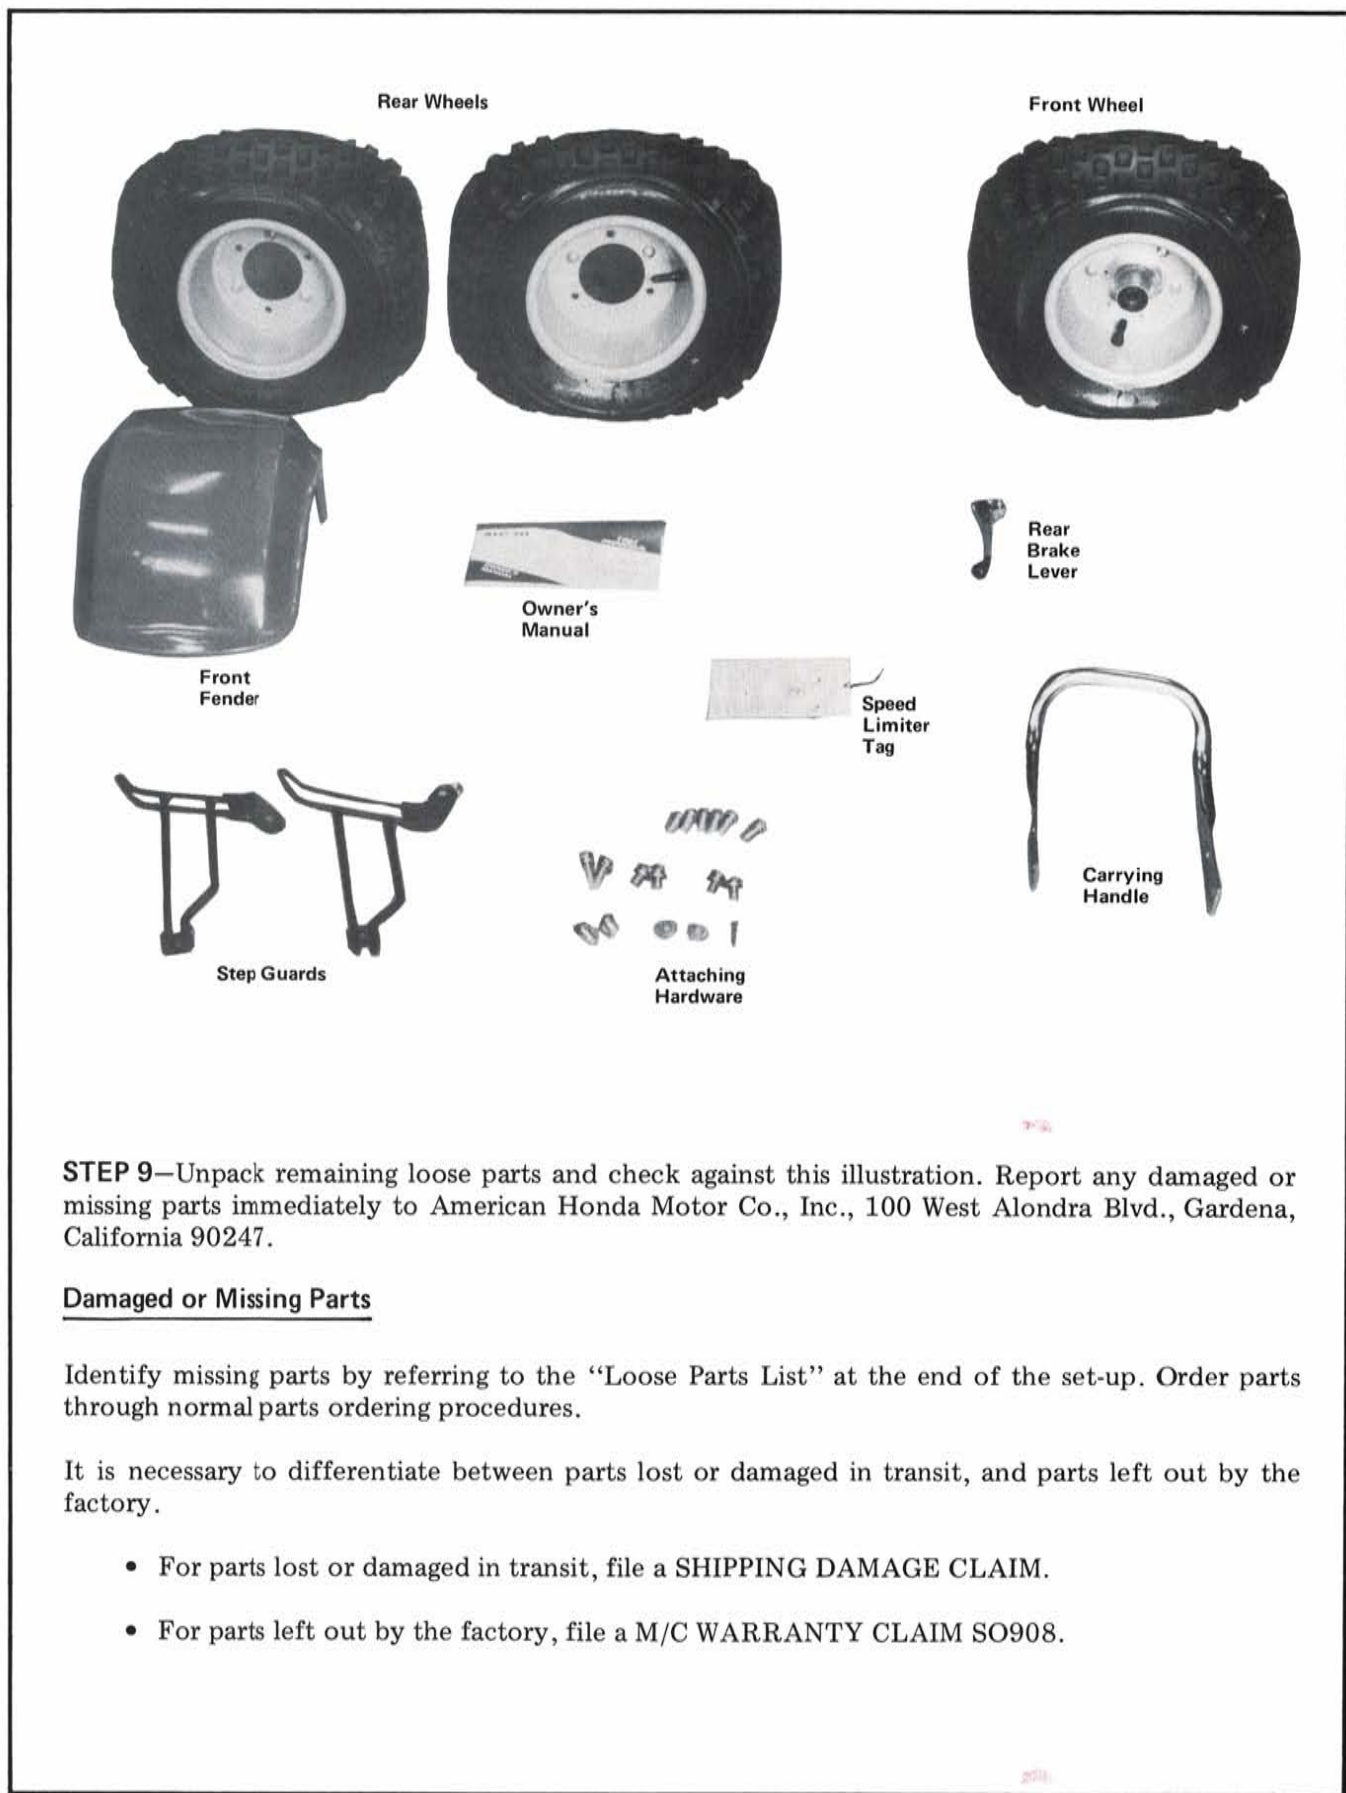 Rear Wheels
Front Wheel
Rear
Brake
Lever
Owner's
Manual
Front
Fender
Speed
Limiter
Tag
Carrying
Handle
Step Guards
Attaching
Hardware
STEP 9—Unpack remaining loose parts and check against this illustration. Report any damaged or
missing parts immediately to American Honda Motor Co., Inc., 100 West Alondra Blvd., Gardena,
California 90247.
Damaged or Missing Parts
Identify missing parts by referring to the “Loose Parts List” at the end of the set-up. Order parts
through normal parts ordering procedures.
It is necessary to differentiate between parts lost or damaged in transit, and parts left out by the
factory.
• For parts lost or damaged in transit, file a SHIPPING DAMAGE CLAIM.
• For parts left out by the factory, file a M/C WARRANTY CLAIM SO908.